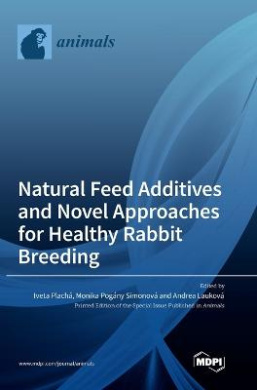 animals
Natural Feed Additives
and Novel Approaches
for Healthy Rabbit
Breeding
Edited by
Iveta Plachá, Monika Pogány Simonová and Andrea Lauková
Printed Edition of the Special Issue Published in Animals
www.mdpi.com/journal/animals
MDPI